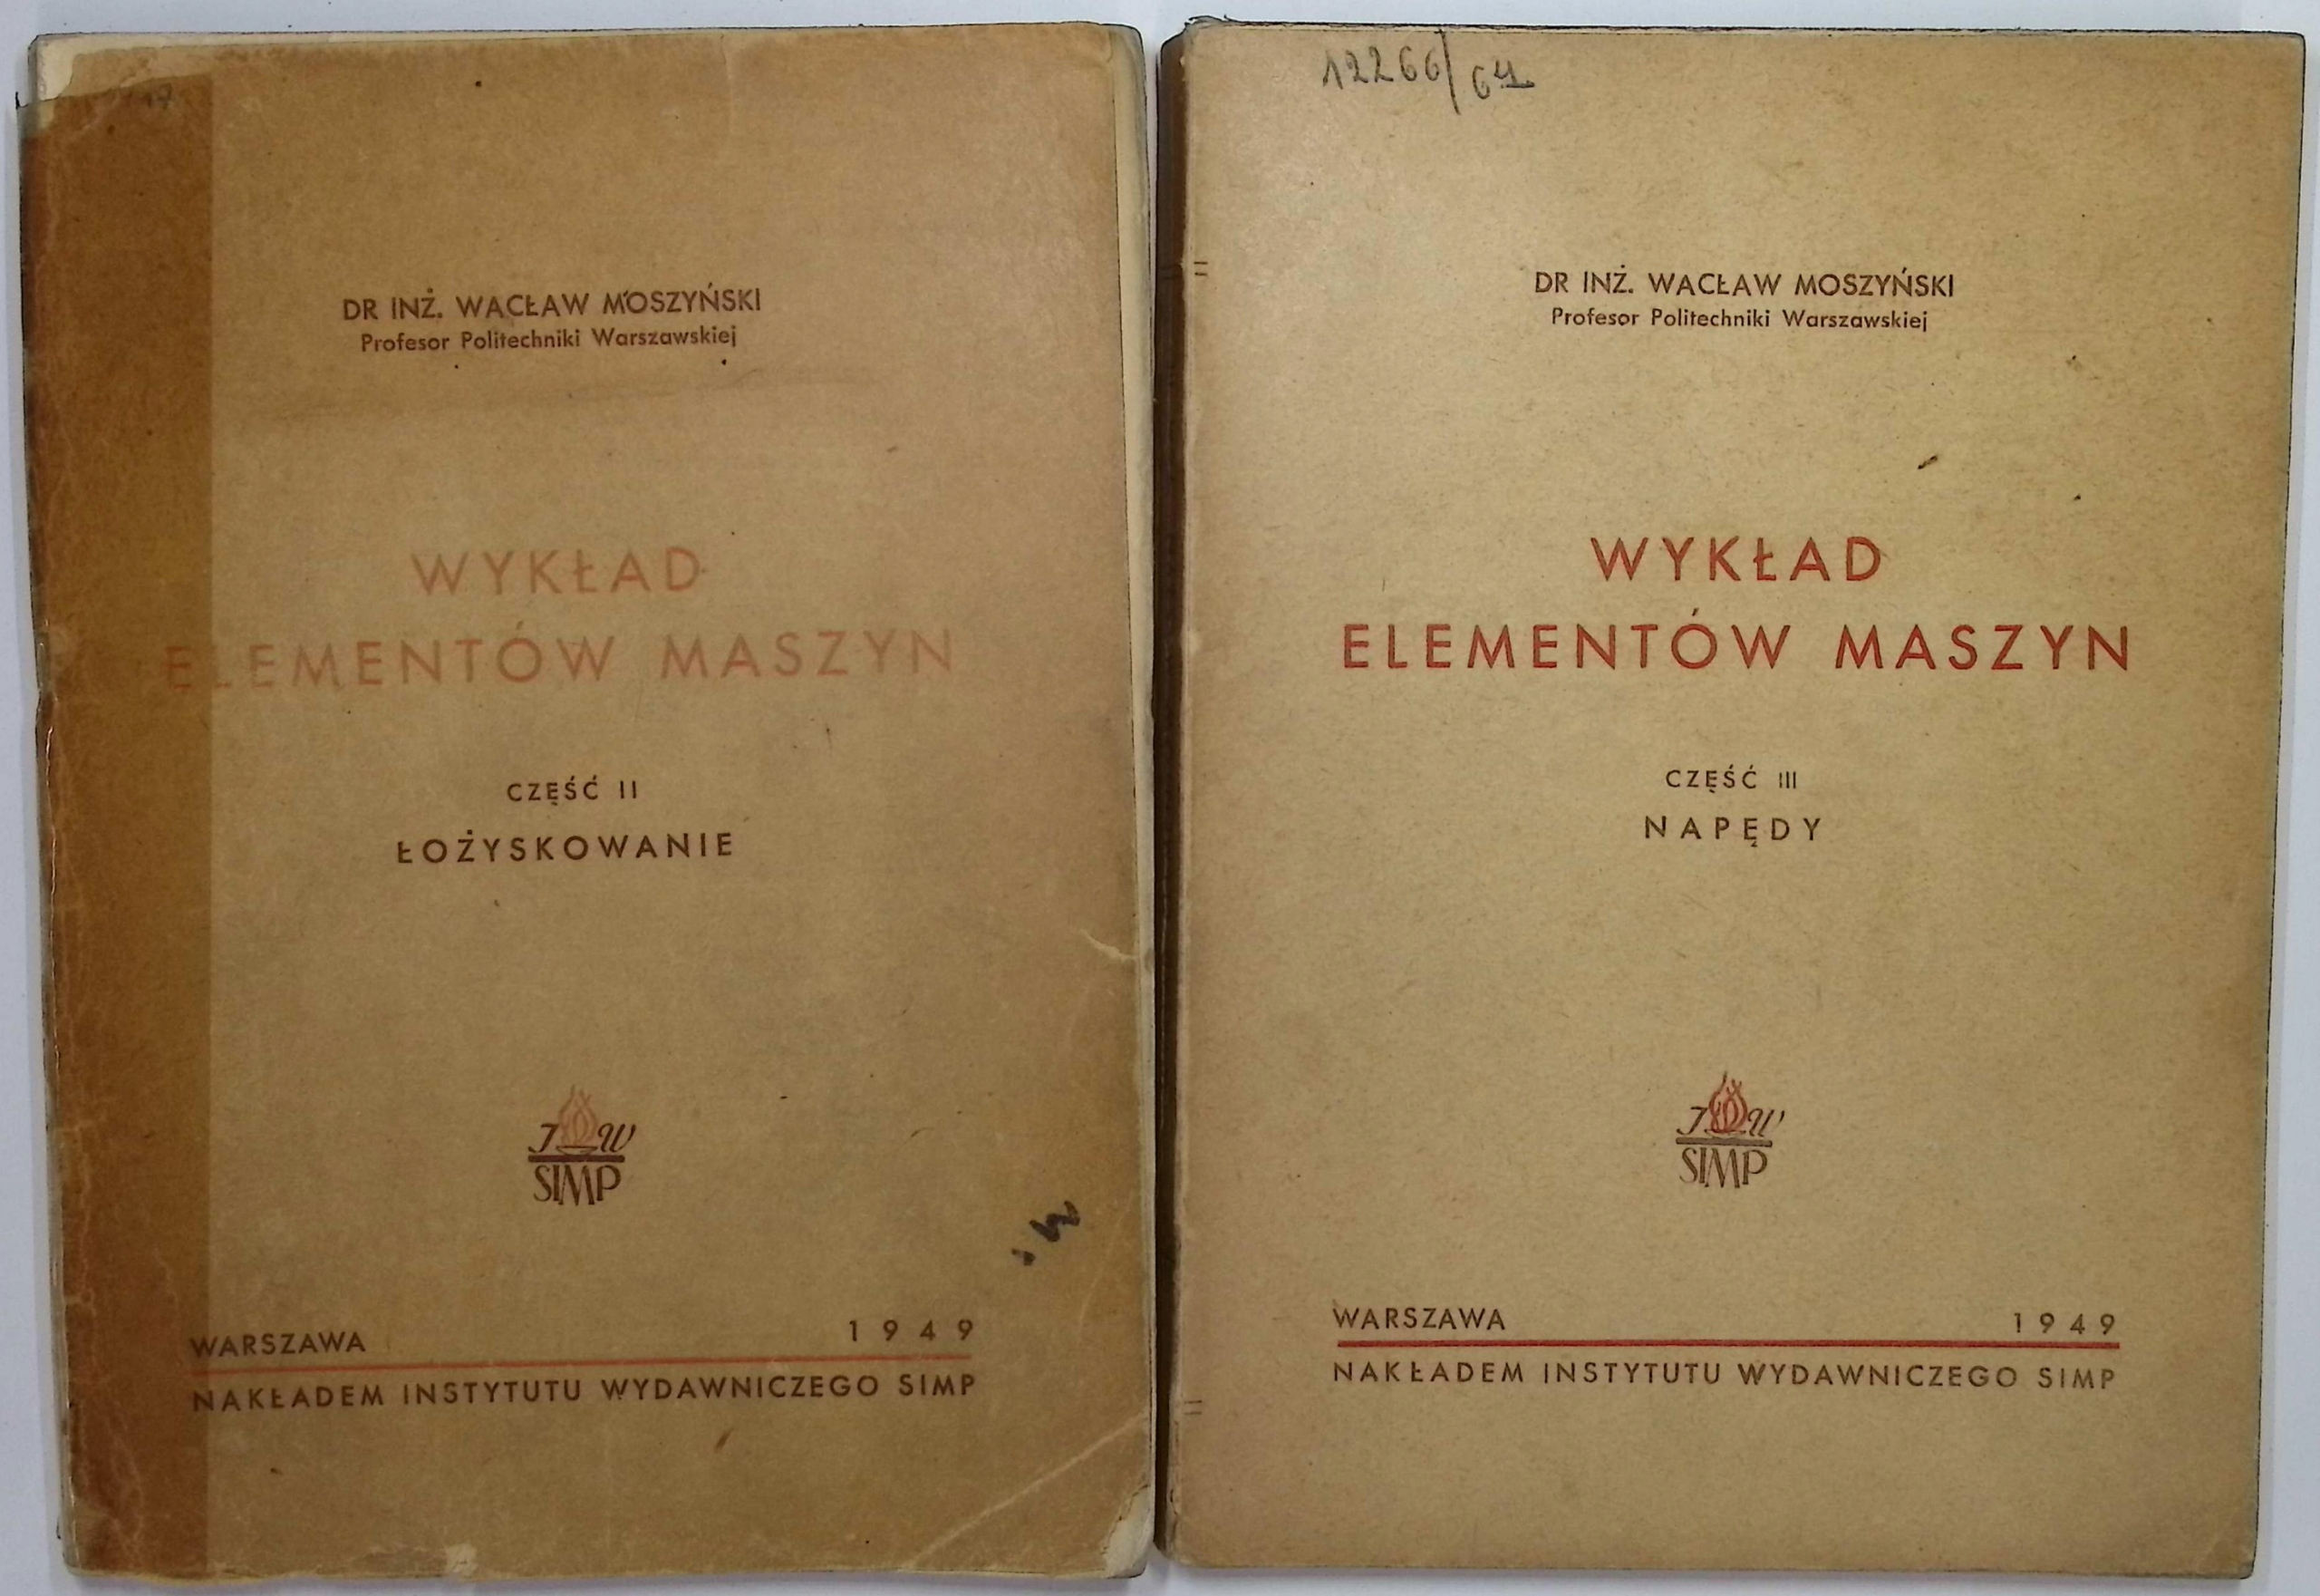 DR INŻ. WACŁAW MOSZYŃSKI
Profesor Politechniki Warszawskiej
WYKŁAD
ELEMENTÓW MASZYN
CZĘŚĆ II
ŁOŻYSKOWANIE
I W
SIMP
WARSZAWA 1949
NAKŁADEM INSTYTUTU WYDAWNICZEGO SIMP
12266/64
DR INŻ. WACŁAW MOSZYŃSKI
Profesor Politechniki Warszawskiej
WYKŁAD
ELEMENTÓW MASZYN
CZĘŚĆ III
NAPĘDY
I W
SIMP
WARSZAWA 1949
NAKŁADEM INSTYTUTU WYDAWNICZEGO SIMP